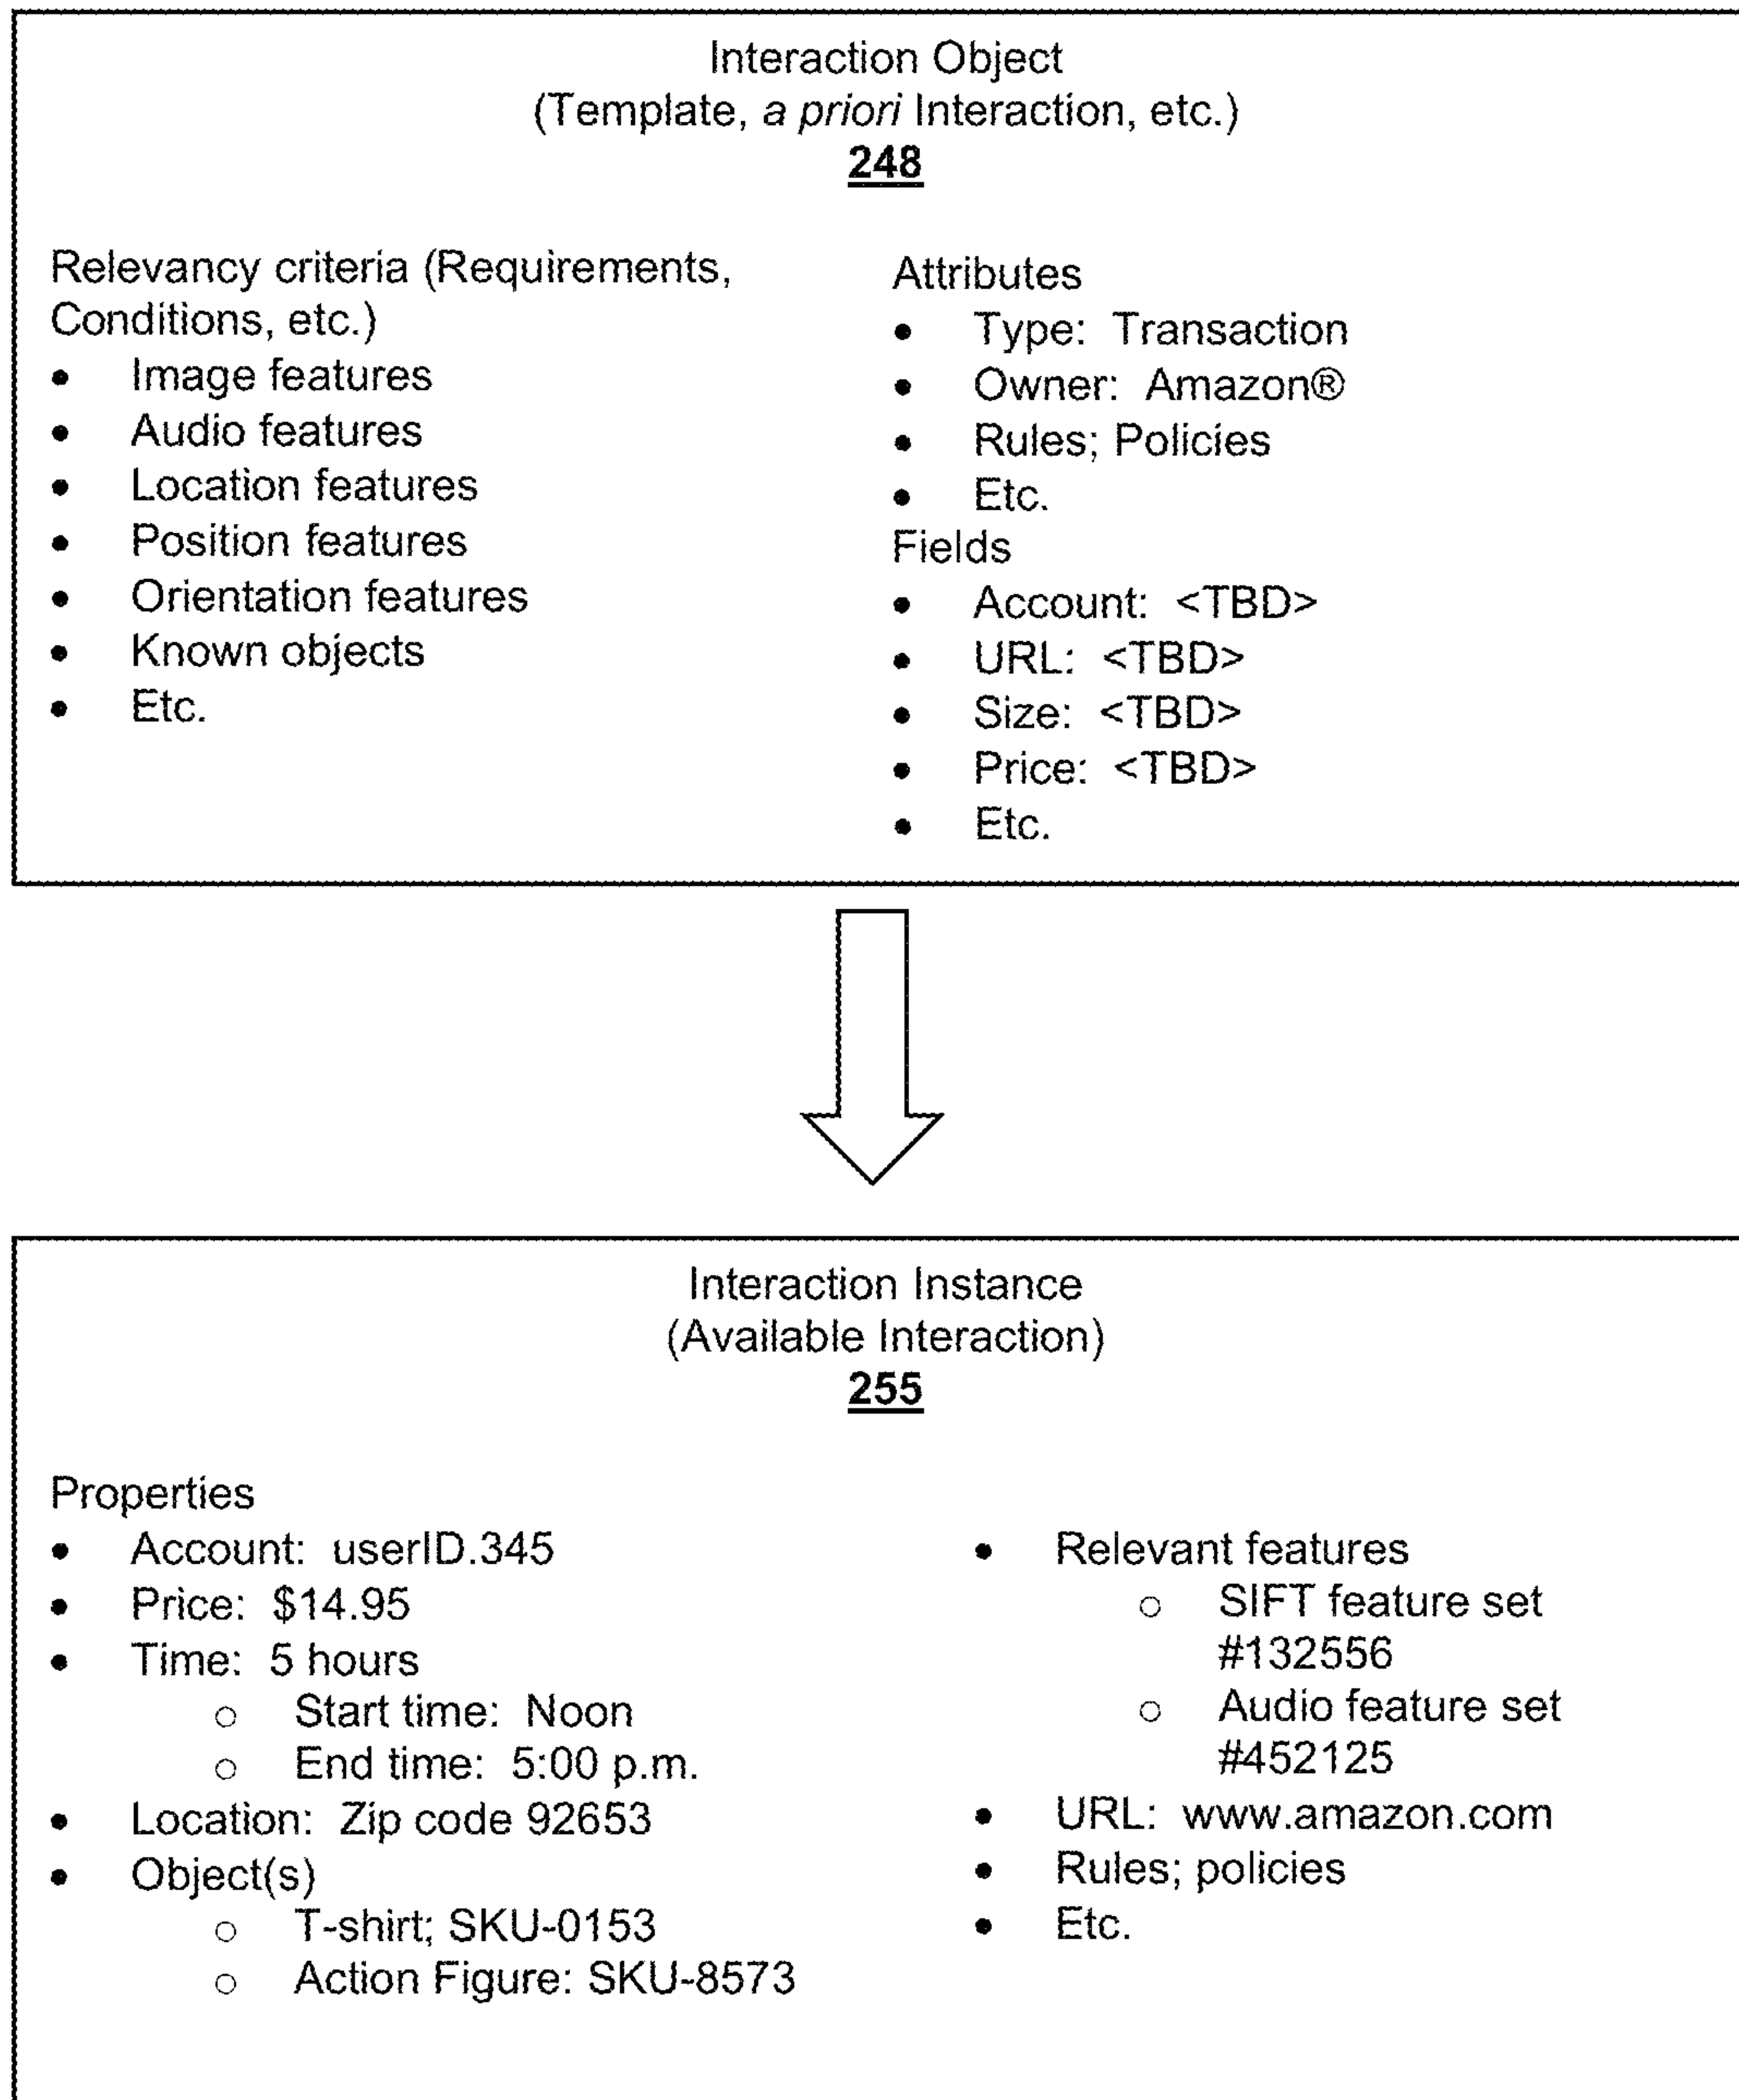 Interaction Object
(Template, a priori Interaction, etc.)
248
Relevancy criteria (Requirements,
Conditions, etc.)
• Image features
• Audio features
• Location features
• Position features
• Orientation features
• Known objects
• Etc.
Attributes
• Type: Transaction
• Owner: Amazon®
• Rules; Policies
• Etc.
Fields
• Account: <TBD>
• URL: <TBD>
• Size: <TBD>
• Price: <TBD>
• Etc.
Interaction Instance
(Available Interaction)
255
Properties
• Account: userID.345
• Price: $14.95
• Time: 5 hours
○ Start time: Noon
○ End time: 5:00 p.m.
• Location: Zip code 92653
• Object(s)
○ T-shirt; SKU-0153
○ Action Figure: SKU-8573
• Relevant features
○ SIFT feature set
#132556
○ Audio feature set
#452125
• URL: www.amazon.com
• Rules; policies
• Etc.